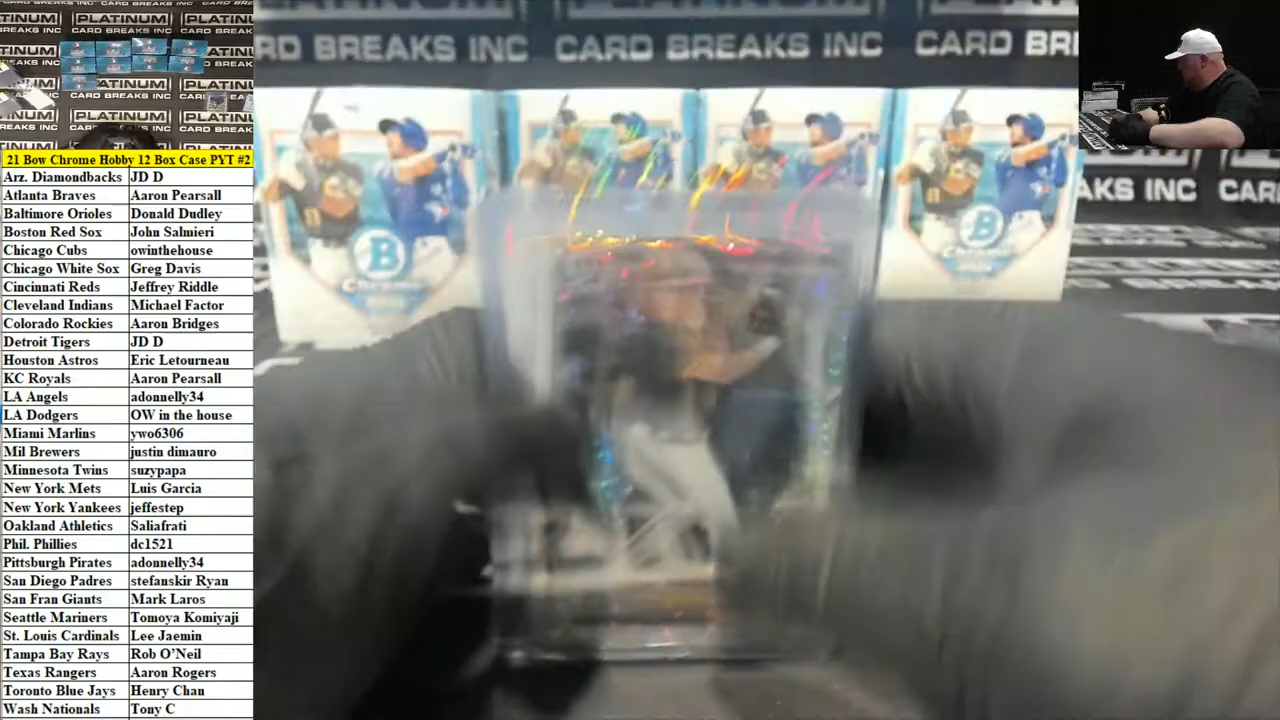 TINUM PLATINUM PLATINUM
CARD BREAKS INC
PLATINUM
CARD BREAKS INC
RD BREAKS INC CARD BREAKS INC CARD BR
AKS INC CARD
B
Chrome
B
Chrome
21 Bow Chrome Hobby 12 Box Case PYT #2
Arz. Diamondbacks JD D
Atlanta Braves Aaron Pearsall
Baltimore Orioles Donald Dudley
Boston Red Sox John Salmieri
Chicago Cubs owinthehouse
Chicago White Sox Greg Davis
Cincinnati Reds Jeffrey Riddle
Cleveland Indians Michael Factor
Colorado Rockies Aaron Bridges
Detroit Tigers JD D
Houston Astros Eric Letourneau
KC Royals Aaron Pearsall
LA Angels adonnelly34
LA Dodgers OW in the house
Miami Marlins ywo6306
Mil Brewers justin dimauro
Minnesota Twins suzypapa
New York Mets Luis Garcia
New York Yankees jeffestep
Oakland Athletics Saliafrati
Phil. Phillies dc1521
Pittsburgh Pirates adonnelly34
San Diego Padres stefanskir Ryan
San Fran Giants Mark Laros
Seattle Mariners Tomoya Komiyaji
St. Louis Cardinals Lee Jaemin
Tampa Bay Rays Rob O’Neil
Texas Rangers Aaron Rogers
Toronto Blue Jays Henry Chan
Wash Nationals Tony C